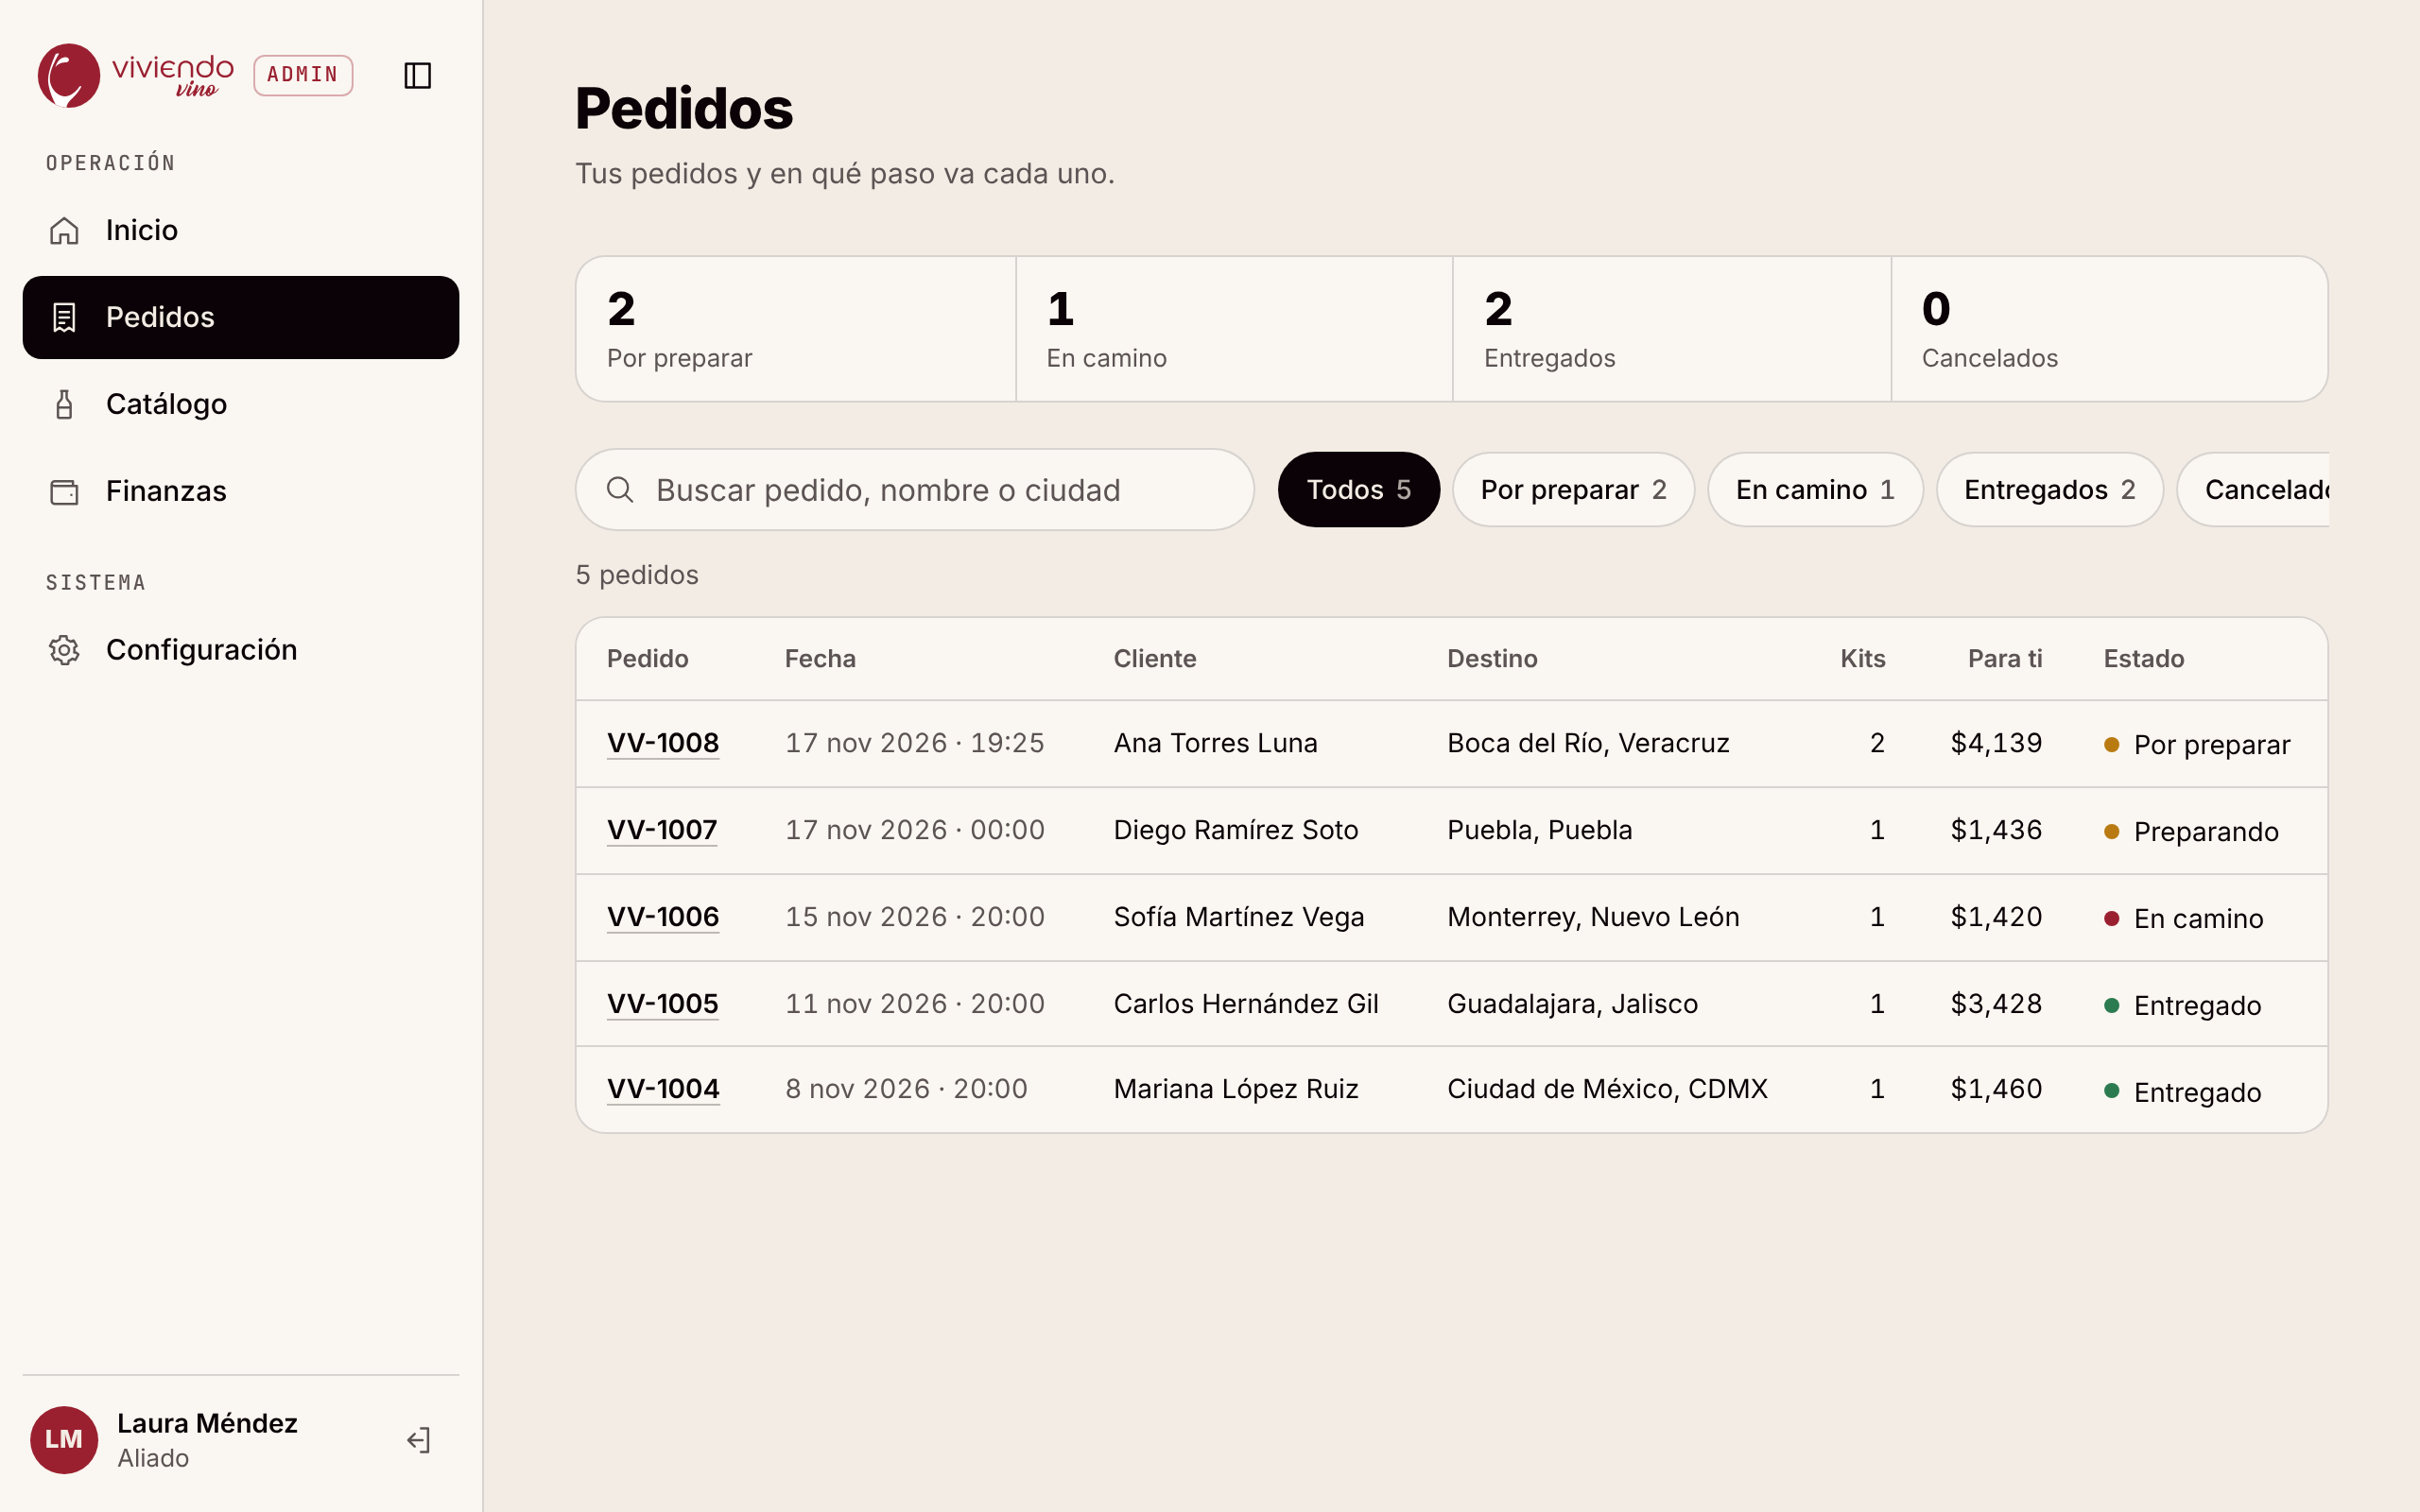 viviendo vino ADMIN
OPERACIÓN
Inicio
Pedidos
Catálogo
Finanzas
SISTEMA
Configuración
LM Laura Méndez
Aliado
Pedidos
Tus pedidos y en qué paso va cada uno.
2 1 2 0
Por preparar En camino Entregados Cancelados
Buscar pedido, nombre o ciudad Todos 5 Por preparar 2 En camino 1 Entregados 2 Cancelado
5 pedidos
Pedido Fecha Cliente Destino Kits Para ti Estado
VV-1008 17 nov 2026 · 19:25 Ana Torres Luna Boca del Río, Veracruz 2 $4,139 Por preparar
VV-1007 17 nov 2026 · 00:00 Diego Ramírez Soto Puebla, Puebla 1 $1,436 Preparando
VV-1006 15 nov 2026 · 20:00 Sofía Martínez Vega Monterrey, Nuevo León 1 $1,420 En camino
VV-1005 11 nov 2026 · 20:00 Carlos Hernández Gil Guadalajara, Jalisco 1 $3,428 Entregado
VV-1004 8 nov 2026 · 20:00 Mariana López Ruiz Ciudad de México, CDMX 1 $1,460 Entregado